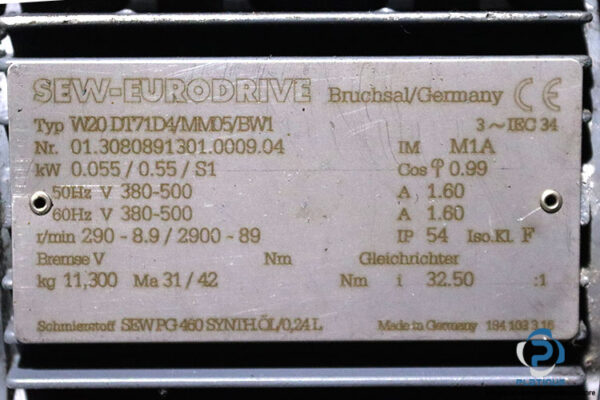 SEW-EURODRIVE Bruchsal/Germany CE
Typ W20 DT71D4/MM05/BW1 3~IEC 34
Nr. 01.3080891301.0009.04 IM M1A
kW 0.055 / 0.55 / S1 Cos φ 0.99
50Hz V 380-500 A 1.60
60Hz V 380-500 A 1.60
r/min 290 - 8.9 / 2900 - 89 IP 54 Iso.Kl. F
Bremse V Nm Gleichrichter
kg 11,300 Ma 31 / 42 Nm i 32.50 :1
Schmierstoff SEW PG 460 SYNTH.ÖL/0,24 L Made in Germany 184 103 3.16